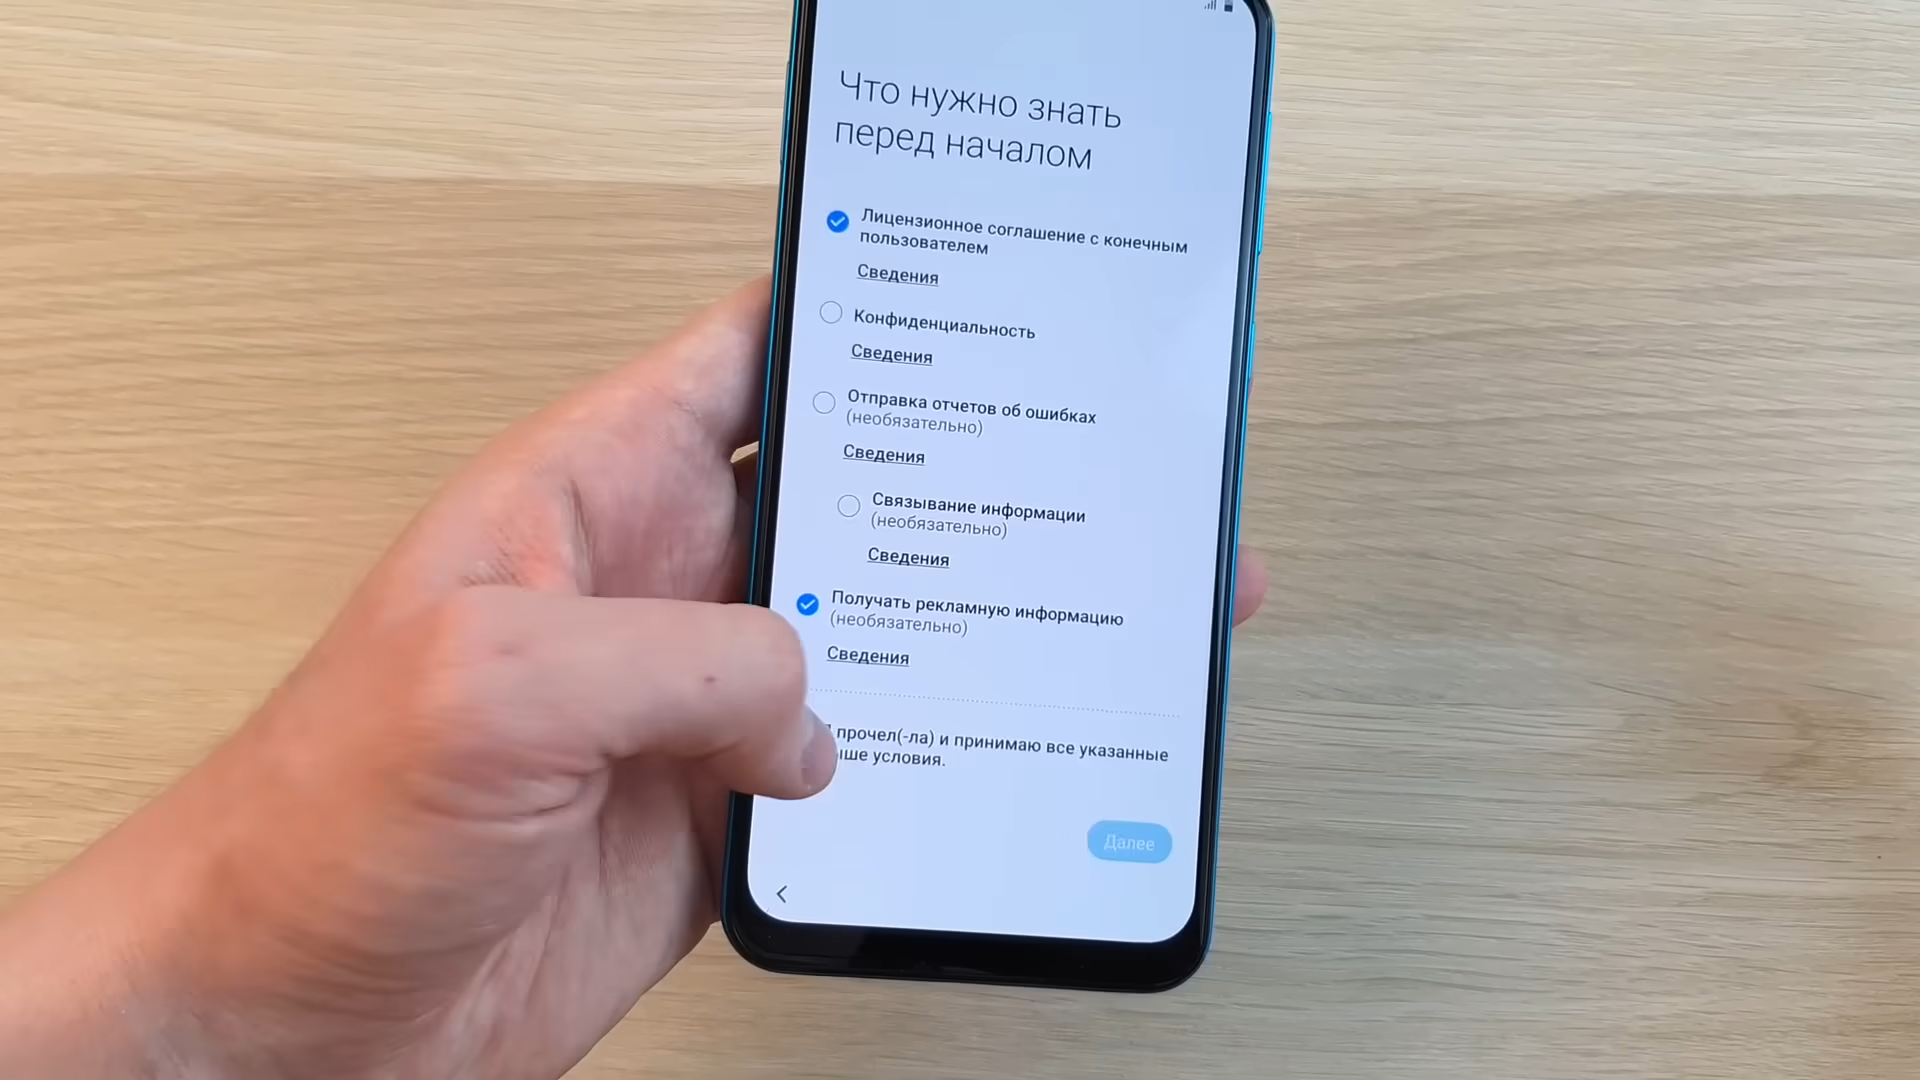 Что нужно знать
перед началом
Лицензионное соглашение с конечным
пользователем
Сведения
Конфиденциальность
Сведения
Отправка отчетов об ошибках
(необязательно)
Сведения
Связывание информации
(необязательно)
Сведения
Получать рекламную информацию
(необязательно)
Сведения
прочел(-ла) и принимаю все указанные
условия.
Далее